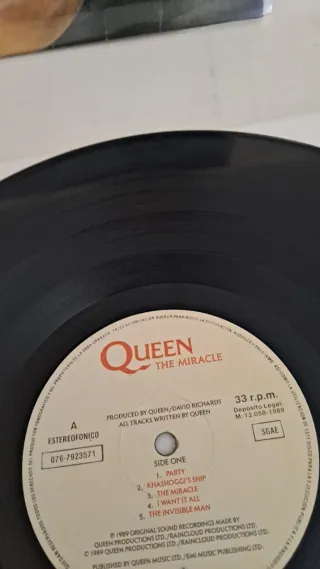 QUEEN
THE MIRACLE
PRODUCED BY QUEEN/DAVID RICHARDS
ALL TRACKS WRITTEN BY QUEEN
33 r.p.m.
Depósito Legal:
M. 12.098-1989
SGAE
A
ESTEREOFONICO
076-7923571
SIDE ONE
1. PARTY
2. KHASHOGGI'S SHIP
3. THE MIRACLE
4. I WANT IT ALL
5. THE INVISIBLE MAN
℗ 1989 ORIGINAL SOUND RECORDINGS MADE BY
QUEEN PRODUCTIONS LTD./RAINCLOUD PRODUCTIONS LTD.
© 1989 QUEEN PRODUCTIONS LTD./RAINCLOUD PRODUCTIONS LTD.
PUBLISHED BY QUEEN MUSIC LTD./EMI MUSIC PUBLISHING LTD.